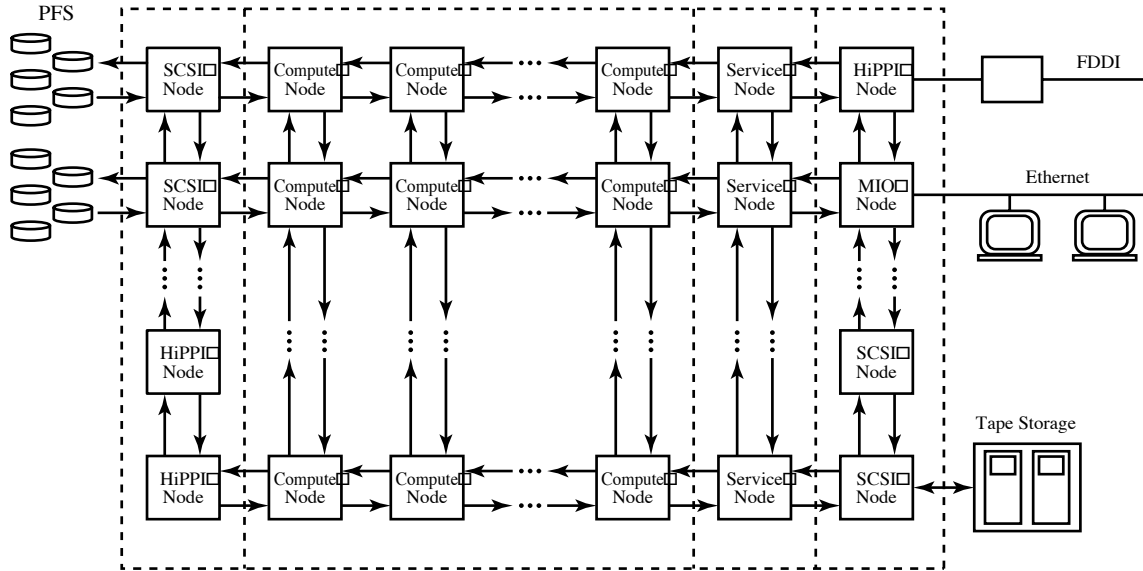 PFS
SCSI Node
Compute Node
Compute Node
Compute Node
Service Node
HiPPI Node
FDDI
SCSI Node
Compute Node
Compute Node
Compute Node
Service Node
MIO Node
Ethernet
HiPPI Node
SCSI Node
Tape Storage
HiPPI Node
Compute Node
Compute Node
Compute Node
Service Node
SCSI Node